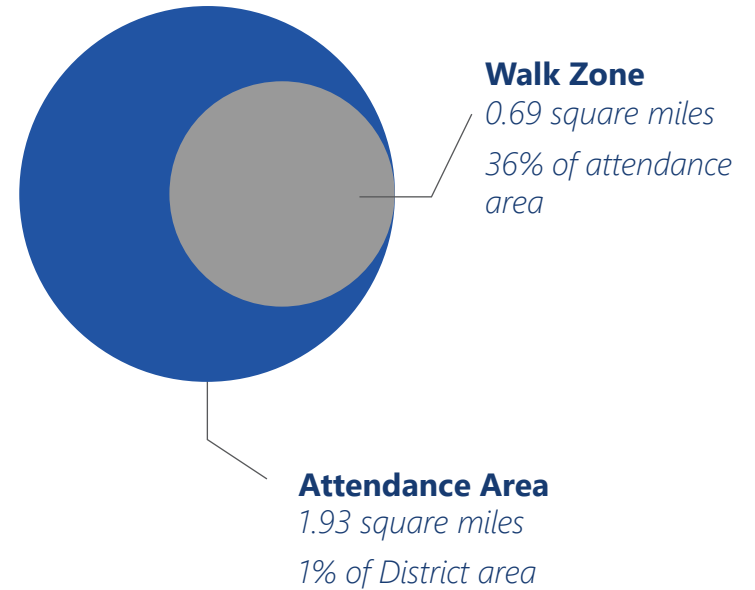 Walk Zone
0.69 square miles
36% of attendance
area
Attendance Area
1.93 square miles
1% of District area